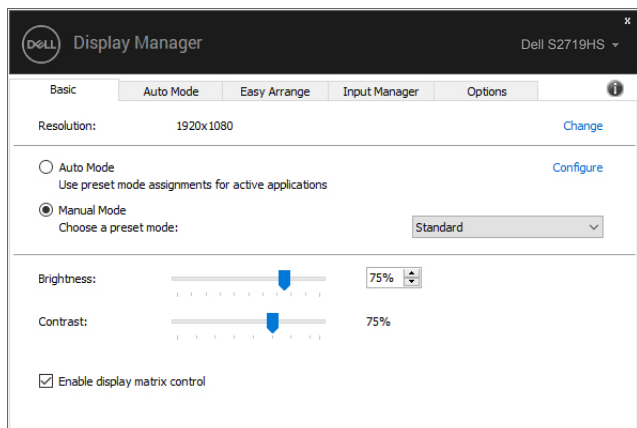 x
DELL Display Manager Dell S2719HS
Basic Auto Mode Easy Arrange Input Manager Options i
Resolution: 1920x1080 Change
Auto Mode Configure
Use preset mode assignments for active applications
Manual Mode
Choose a preset mode: Standard
Brightness: 75%
Contrast: 75%
Enable display matrix control